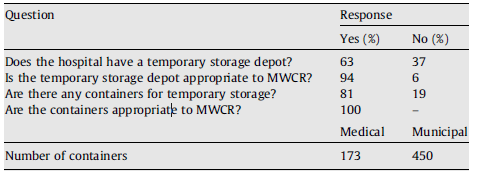 Question Response
Yes (%) No (%)
Does the hospital have a temporary storage depot? 63 37
Is the temporary storage depot appropriate to MWCR? 94 6
Are there any containers for temporary storage? 81 19
Are the containers appropriate to MWCR? 100 –
Medical Municipal
Number of containers 173 450